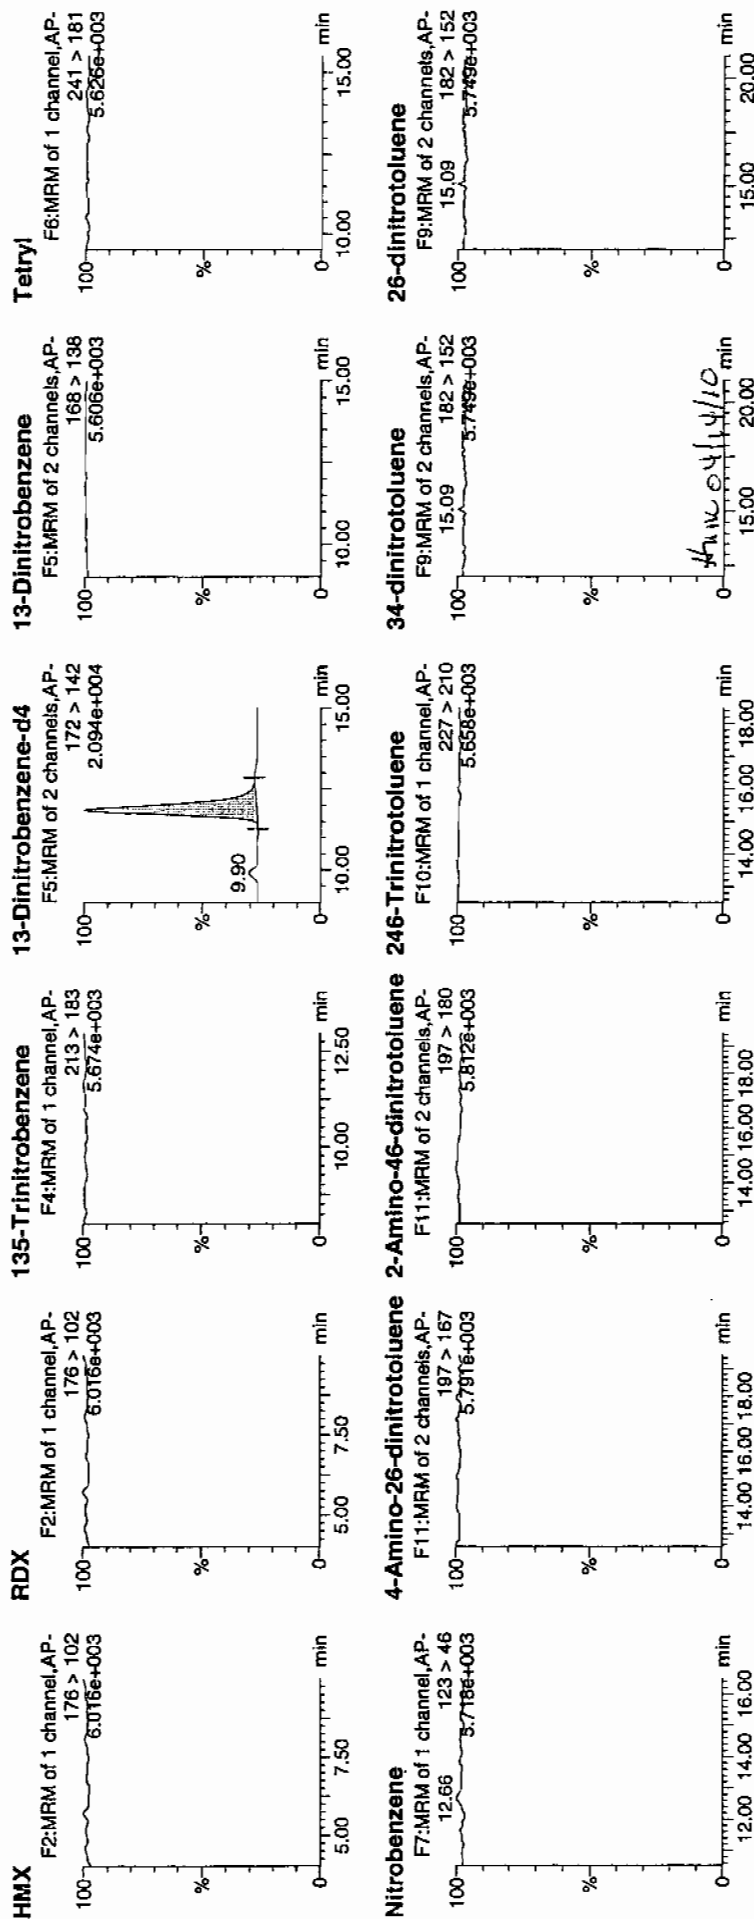 HMX
F2:MRM of 1 channel,AP-
176 > 102
6.016e+003
100
%
0
5.00 7.50 min
RDX
F2:MRM of 1 channel,AP-
176 > 102
6.016e+003
100
%
0
5.00 7.50 min
135-Trinitrobenzene
F4:MRM of 1 channel,AP-
213 > 183
5.674e+003
100
%
0
10.00 12.50 min
13-Dinitrobenzene-d4
F5:MRM of 2 channels,AP-
172 > 142
2.094e+004
100
9.90
%
0
10.00 15.00 min
13-Dinitrobenzene
F5:MRM of 2 channels,AP-
168 > 138
5.606e+003
100
%
0
10.00 15.00 min
Tetryl
F6:MRM of 1 channel,AP-
241 > 181
5.626e+003
100
%
0
10.00 15.00 min
Nitrobenzene
F7:MRM of 1 channel,AP-
12.66 123 > 46
5.718e+003
100
%
0
12.00 14.00 16.00 min
4-Amino-26-dinitrotoluene
F11:MRM of 2 channels,AP-
197 > 167
5.791e+003
100
%
0
14.00 16.00 18.00 min
2-Amino-46-dinitrotoluene
F11:MRM of 2 channels,AP-
197 > 180
5.812e+003
100
%
0
14.00 16.00 18.00 min
246-Trinitrotoluene
F10:MRM of 1 channel,AP-
227 > 210
5.658e+003
100
%
0
14.00 16.00 18.00 min
34-dinitrotoluene
F9:MRM of 2 channels,AP-
15.09 182 > 152
5.749e+003
100
%
04/14/10
0
15.00 20.00 min
26-dinitrotoluene
F9:MRM of 2 channels,AP-
15.09 182 > 152
5.749e+003
100
%
0
15.00 20.00 min